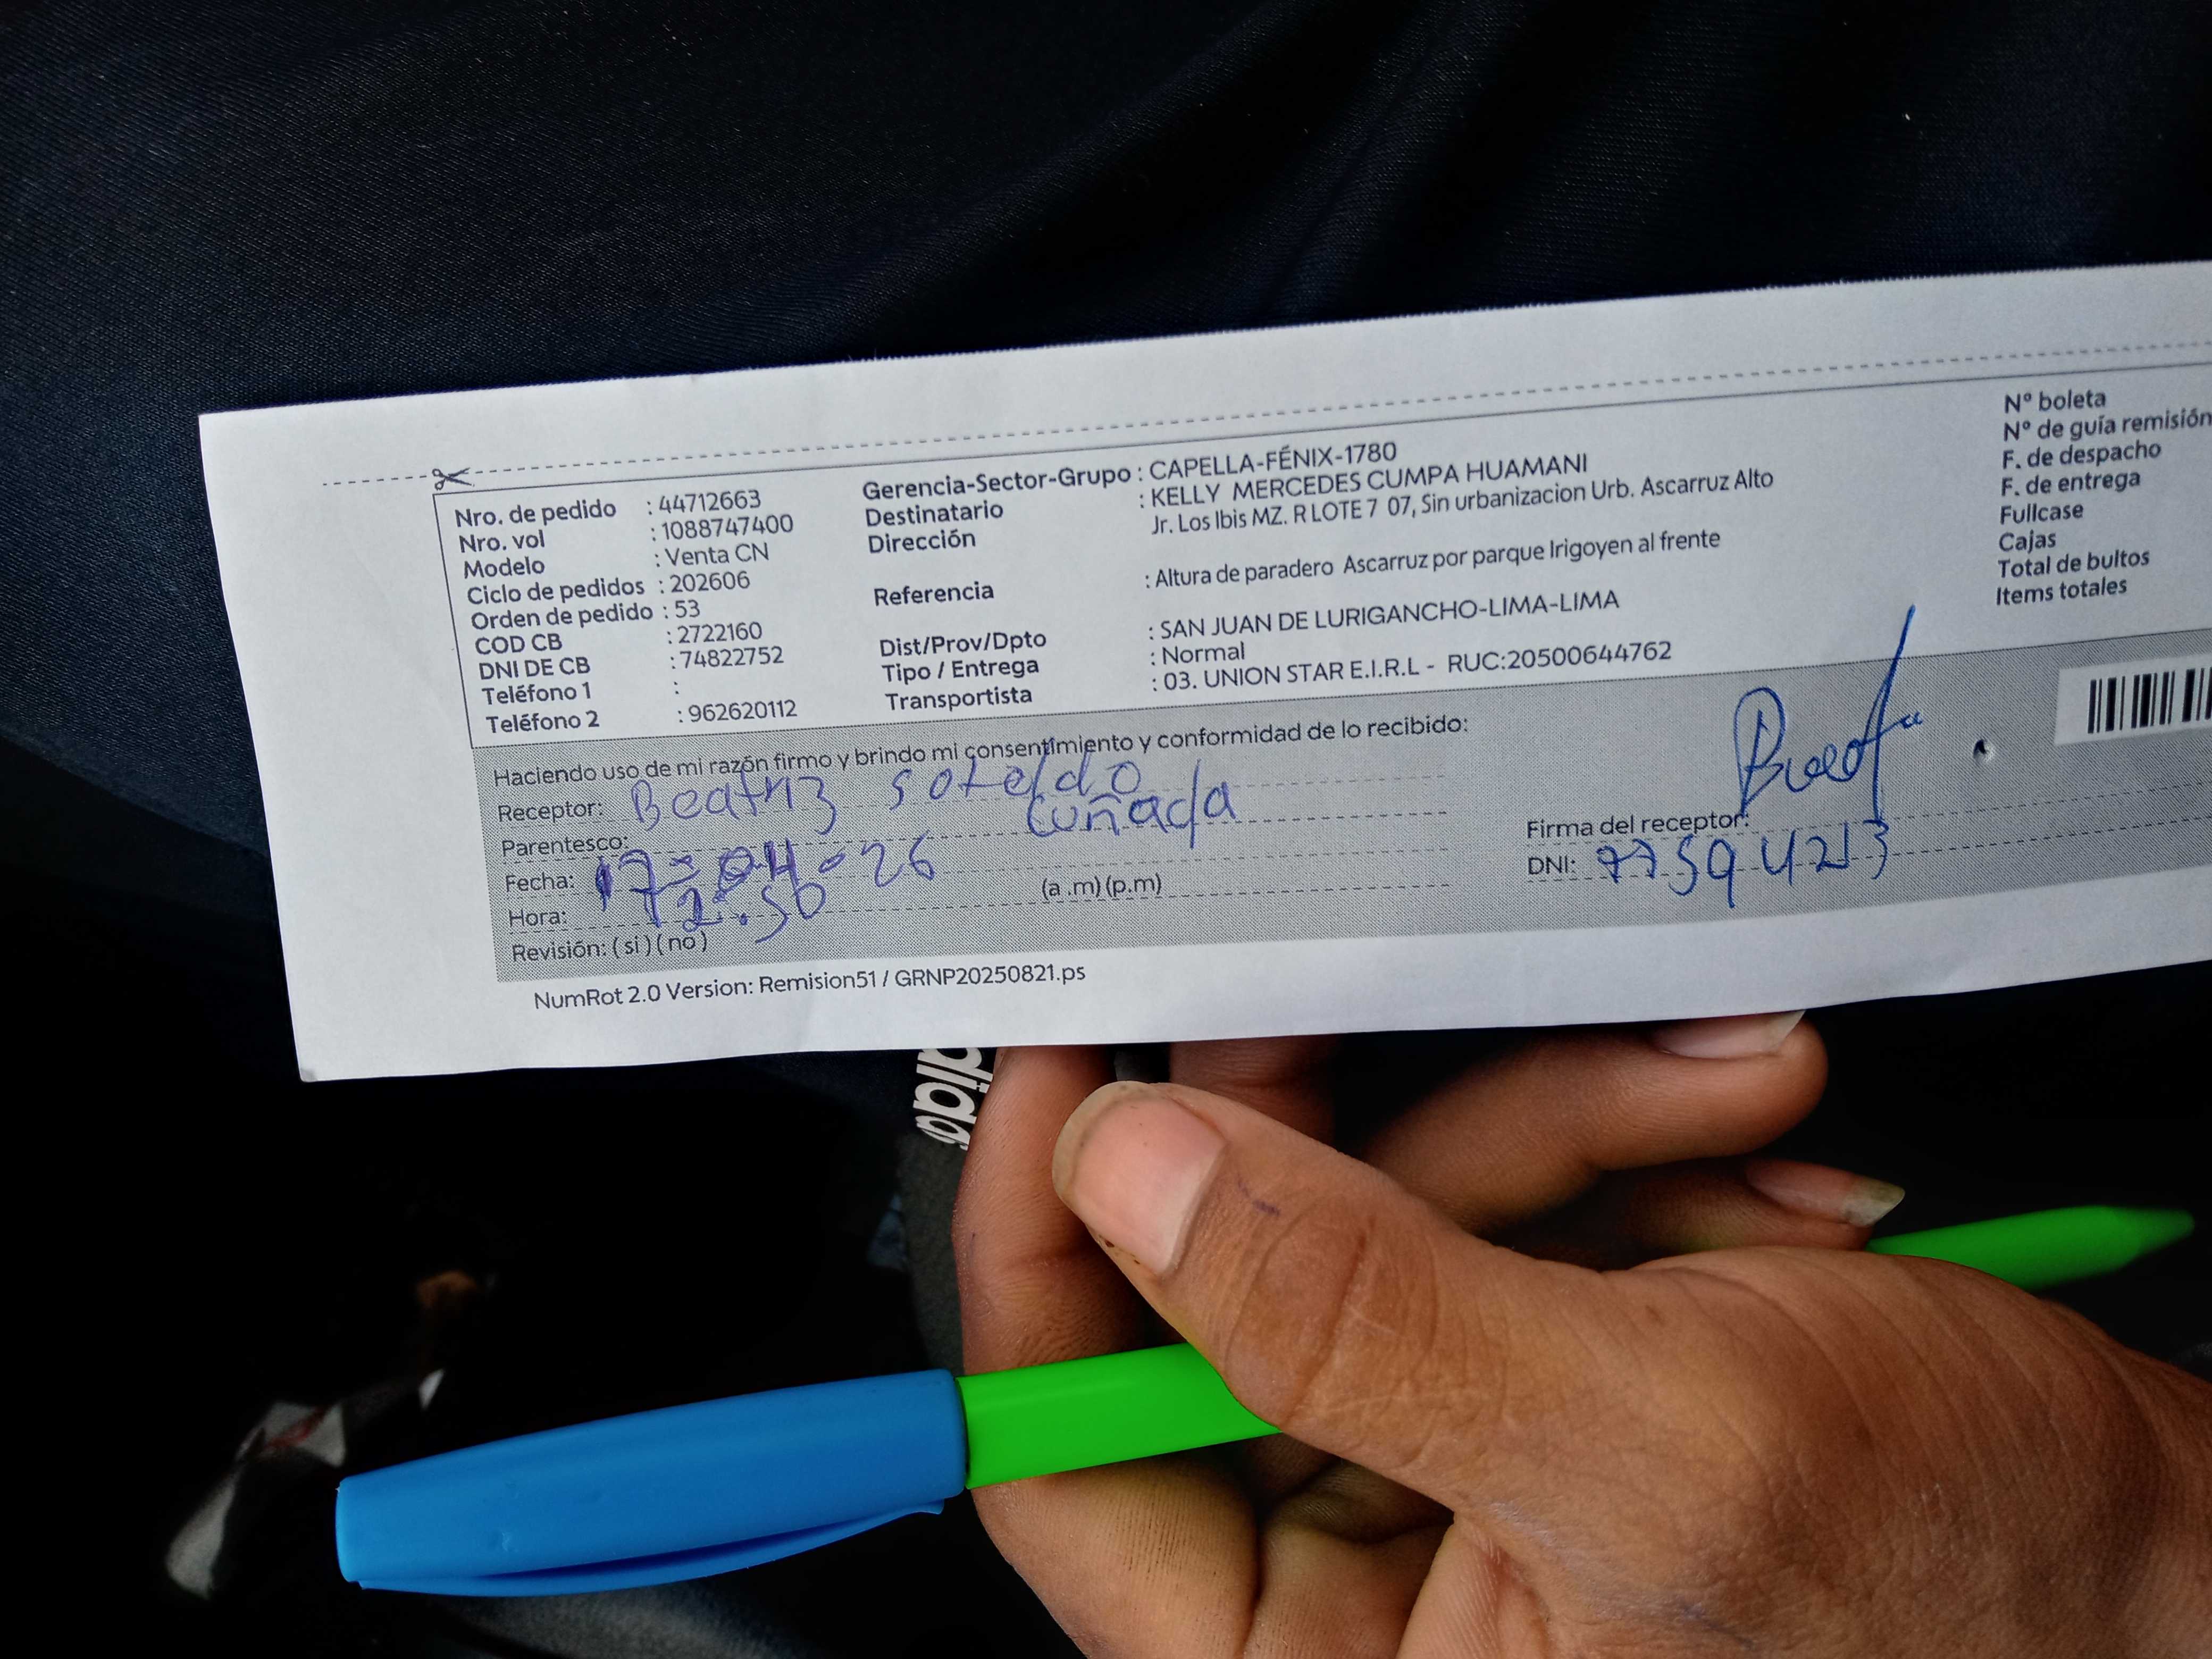 Nro. de pedido : 44712663
Nro. vol : 1088747400
Modelo : Venta CN
Ciclo de pedidos : 202606
Orden de pedido : 53
COD CB : 2722160
DNI DE CB : 74822752
Teléfono 1 :
Teléfono 2 : 962620112
Gerencia-Sector-Grupo : CAPELLA-FÉNIX-1780
Destinatario : KELLY MERCEDES CUMPA HUAMANI
Dirección Jr. Los Ibis MZ. R LOTE 7 07, Sin urbanizacion Urb. Ascarruz Alto
Referencia : Altura de paradero Ascarruz por parque Irigoyen al frente
Dist/Prov/Dpto : SAN JUAN DE LURIGANCHO-LIMA-LIMA
Tipo / Entrega : Normal
Transportista : 03. UNION STAR E.I.R.L - RUC:20500644762
Nº boleta
Nº de guía remisión
F. de despacho
F. de entrega
Fullcase
Cajas
Total de bultos
Items totales
Haciendo uso de mi razón firmo y brindo mi consentimiento y conformidad de lo recibido:
Receptor: Beatriz soteldo
Parentesco: cuñada
Fecha: 17-04-26
Hora: 12:50 (a .m) (p.m)
Revisión: ( si ) ( no )
Firma del receptor:
DNI: 77594213
NumRot 2.0 Version: Remision51 / GRNP20250821.ps